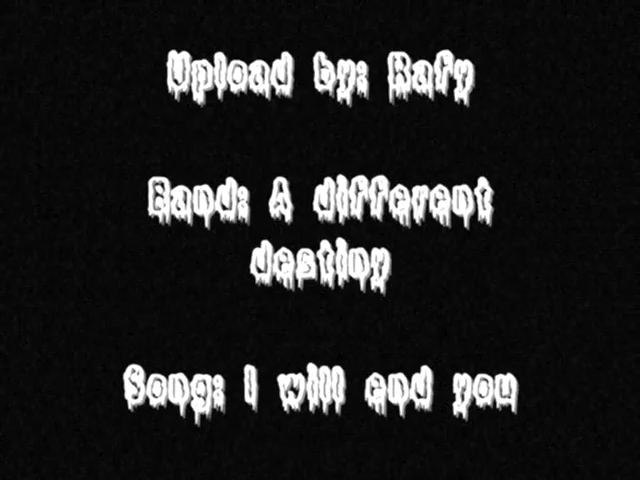 Upload by: Rafy
Band: A different
destiny
Song: I will end you